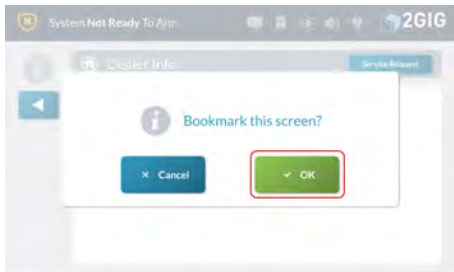 System Not Ready To Arm
2GIG
Dealer Info
Service Request
Bookmark this screen?
× Cancel
✓ OK